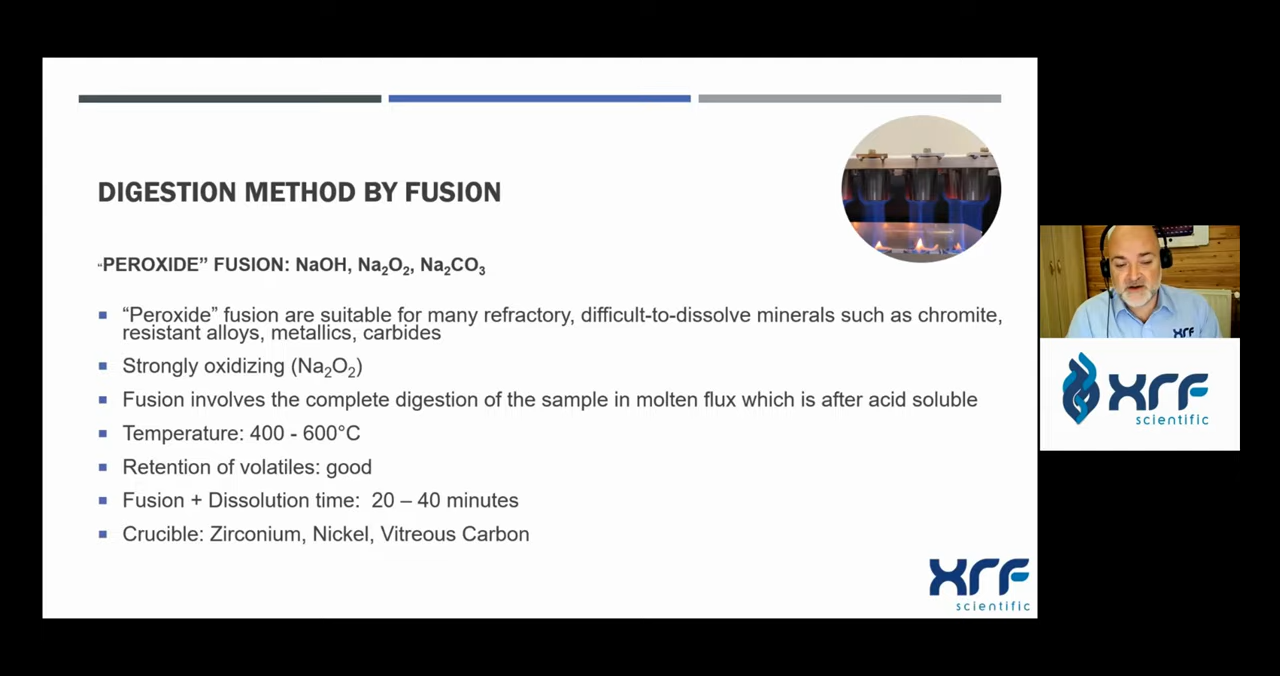 DIGESTION METHOD BY FUSION
“PEROXIDE” FUSION: NaOH, Na₂O₂, Na₂CO₃
“Peroxide” fusion are suitable for many refractory, difficult-to-dissolve minerals such as chromite,
resistant alloys, metallics, carbides
Strongly oxidizing (Na₂O₂)
Fusion involves the complete digestion of the sample in molten flux which is after acid soluble
Temperature: 400 - 600°C
Retention of volatiles: good
Fusion + Dissolution time: 20 – 40 minutes
Crucible: Zirconium, Nickel, Vitreous Carbon
XRF
scientific
XRF
XRF
scientific